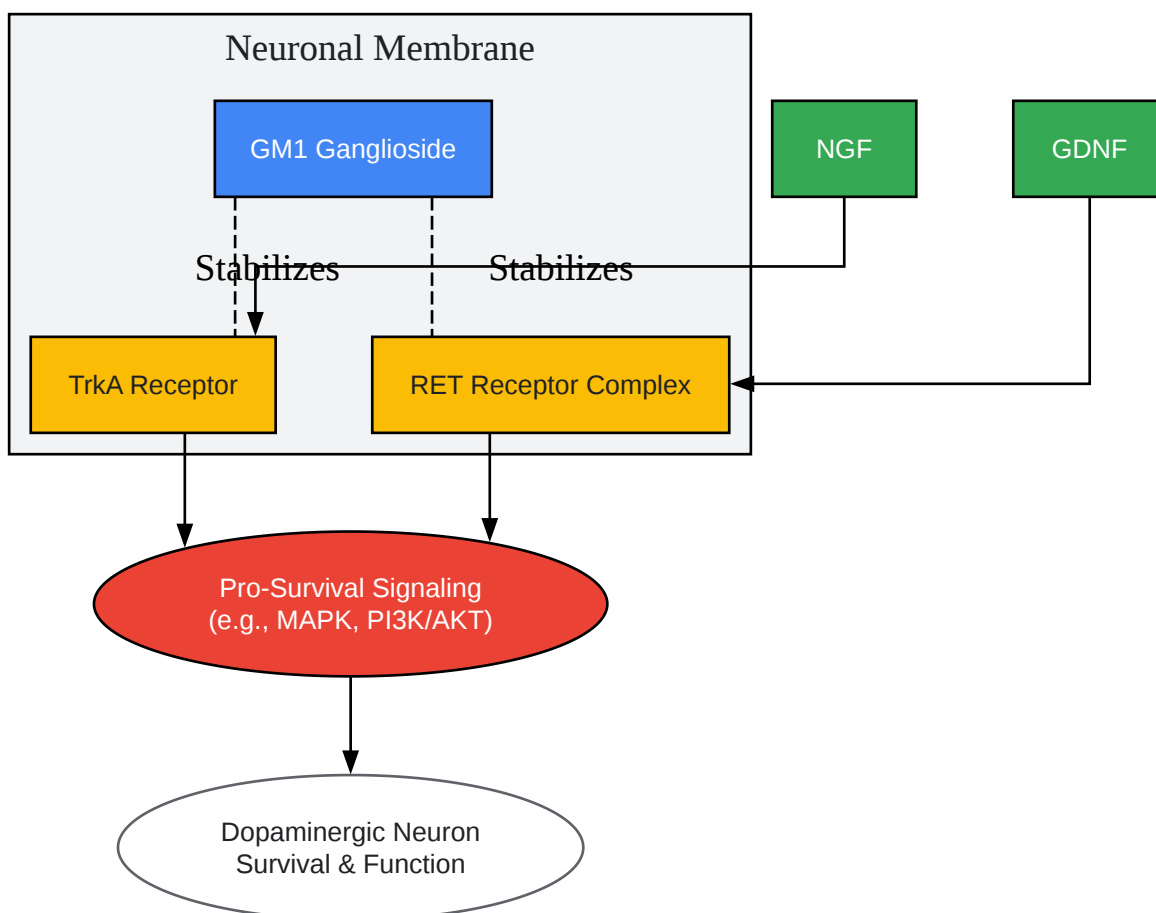 Neuronal Membrane
GM1 Ganglioside
NGF
GDNF
Stabilizes
Stabilizes
TrkA Receptor
RET Receptor Complex
Pro-Survival Signaling
(e.g., MAPK, PI3K/AKT)
Dopaminergic Neuron
Survival & Function